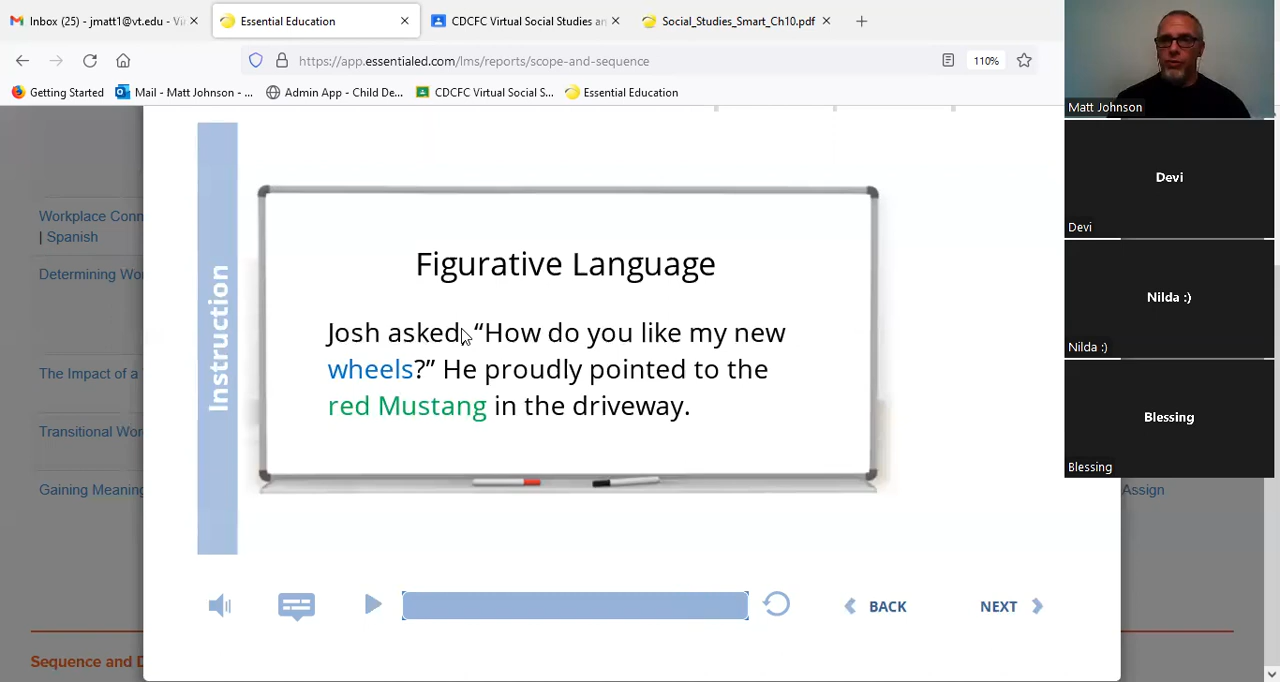 Inbox (25) - jmatt1@vt.edu - Vi
Essential Education
CDCFC Virtual Social Studies an
Social_Studies_Smart_Ch10.pdf
https://app.essentialed.com/lms/reports/scope-and-sequence
110%
Getting Started
Mail - Matt Johnson - ...
Admin App - Child De...
CDCFC Virtual Social S...
Essential Education
Matt Johnson
Devi
Devi
Nilda :)
Nilda :)
Blessing
Blessing
Workplace Conn
| Spanish
Determining Wo
The Impact of a
Transitional Wor
Gaining Meaning
Assign
Sequence and D
Instruction
Figurative Language
Josh asked, “How do you like my new
wheels?” He proudly pointed to the
red Mustang in the driveway.
BACK
NEXT